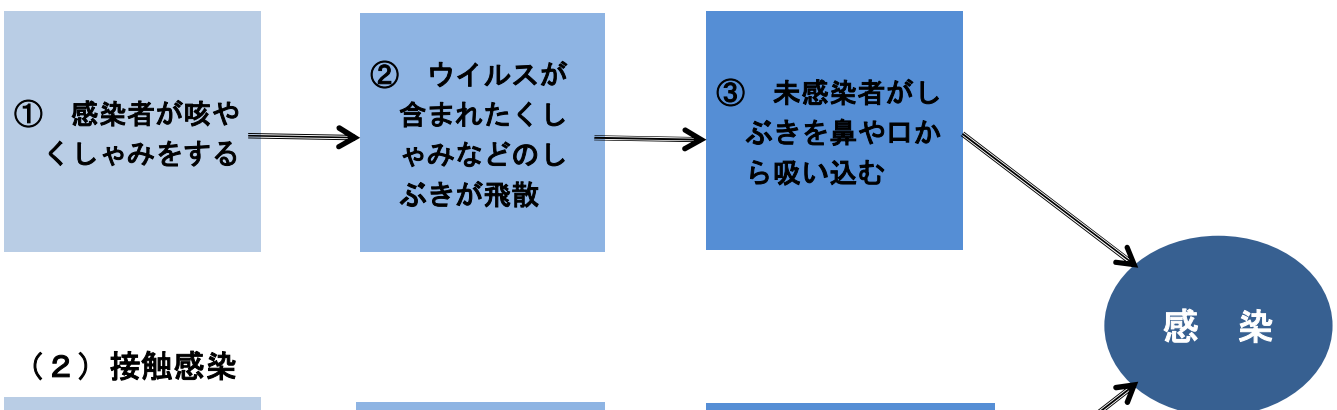 ① 感染者が咳や
くしゃみをする
② ウイルスが
含まれたくし
ゃみなどのし
ぶきが飛散
③ 未感染者がし
ぶきを鼻や口か
ら吸い込む
感 染
（２）接触感染